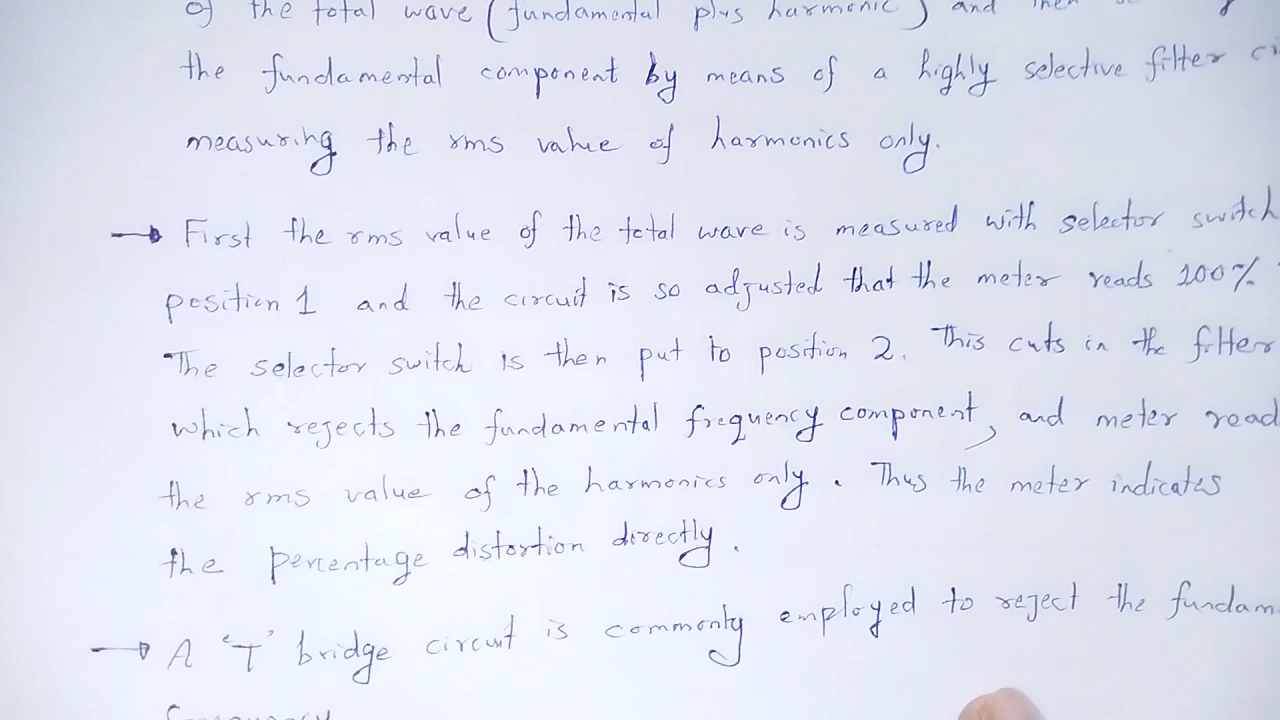 of the total wave (fundamental plus harmonic) and then
the fundamental component by means of a highly selective filter
measuring the rms value of harmonics only.
→ First the rms value of the total wave is measured with selector switch
position 1 and the circuit is so adjusted that the meter reads 100%
The selector switch is then put to position 2. This cuts in the filter
which rejects the fundamental frequency component, and meter read
the rms value of the harmonics only. Thus the meter indicates
the percentage distortion directly.
→ A 'T' bridge circuit is commonly employed to reject the fundam
frequency